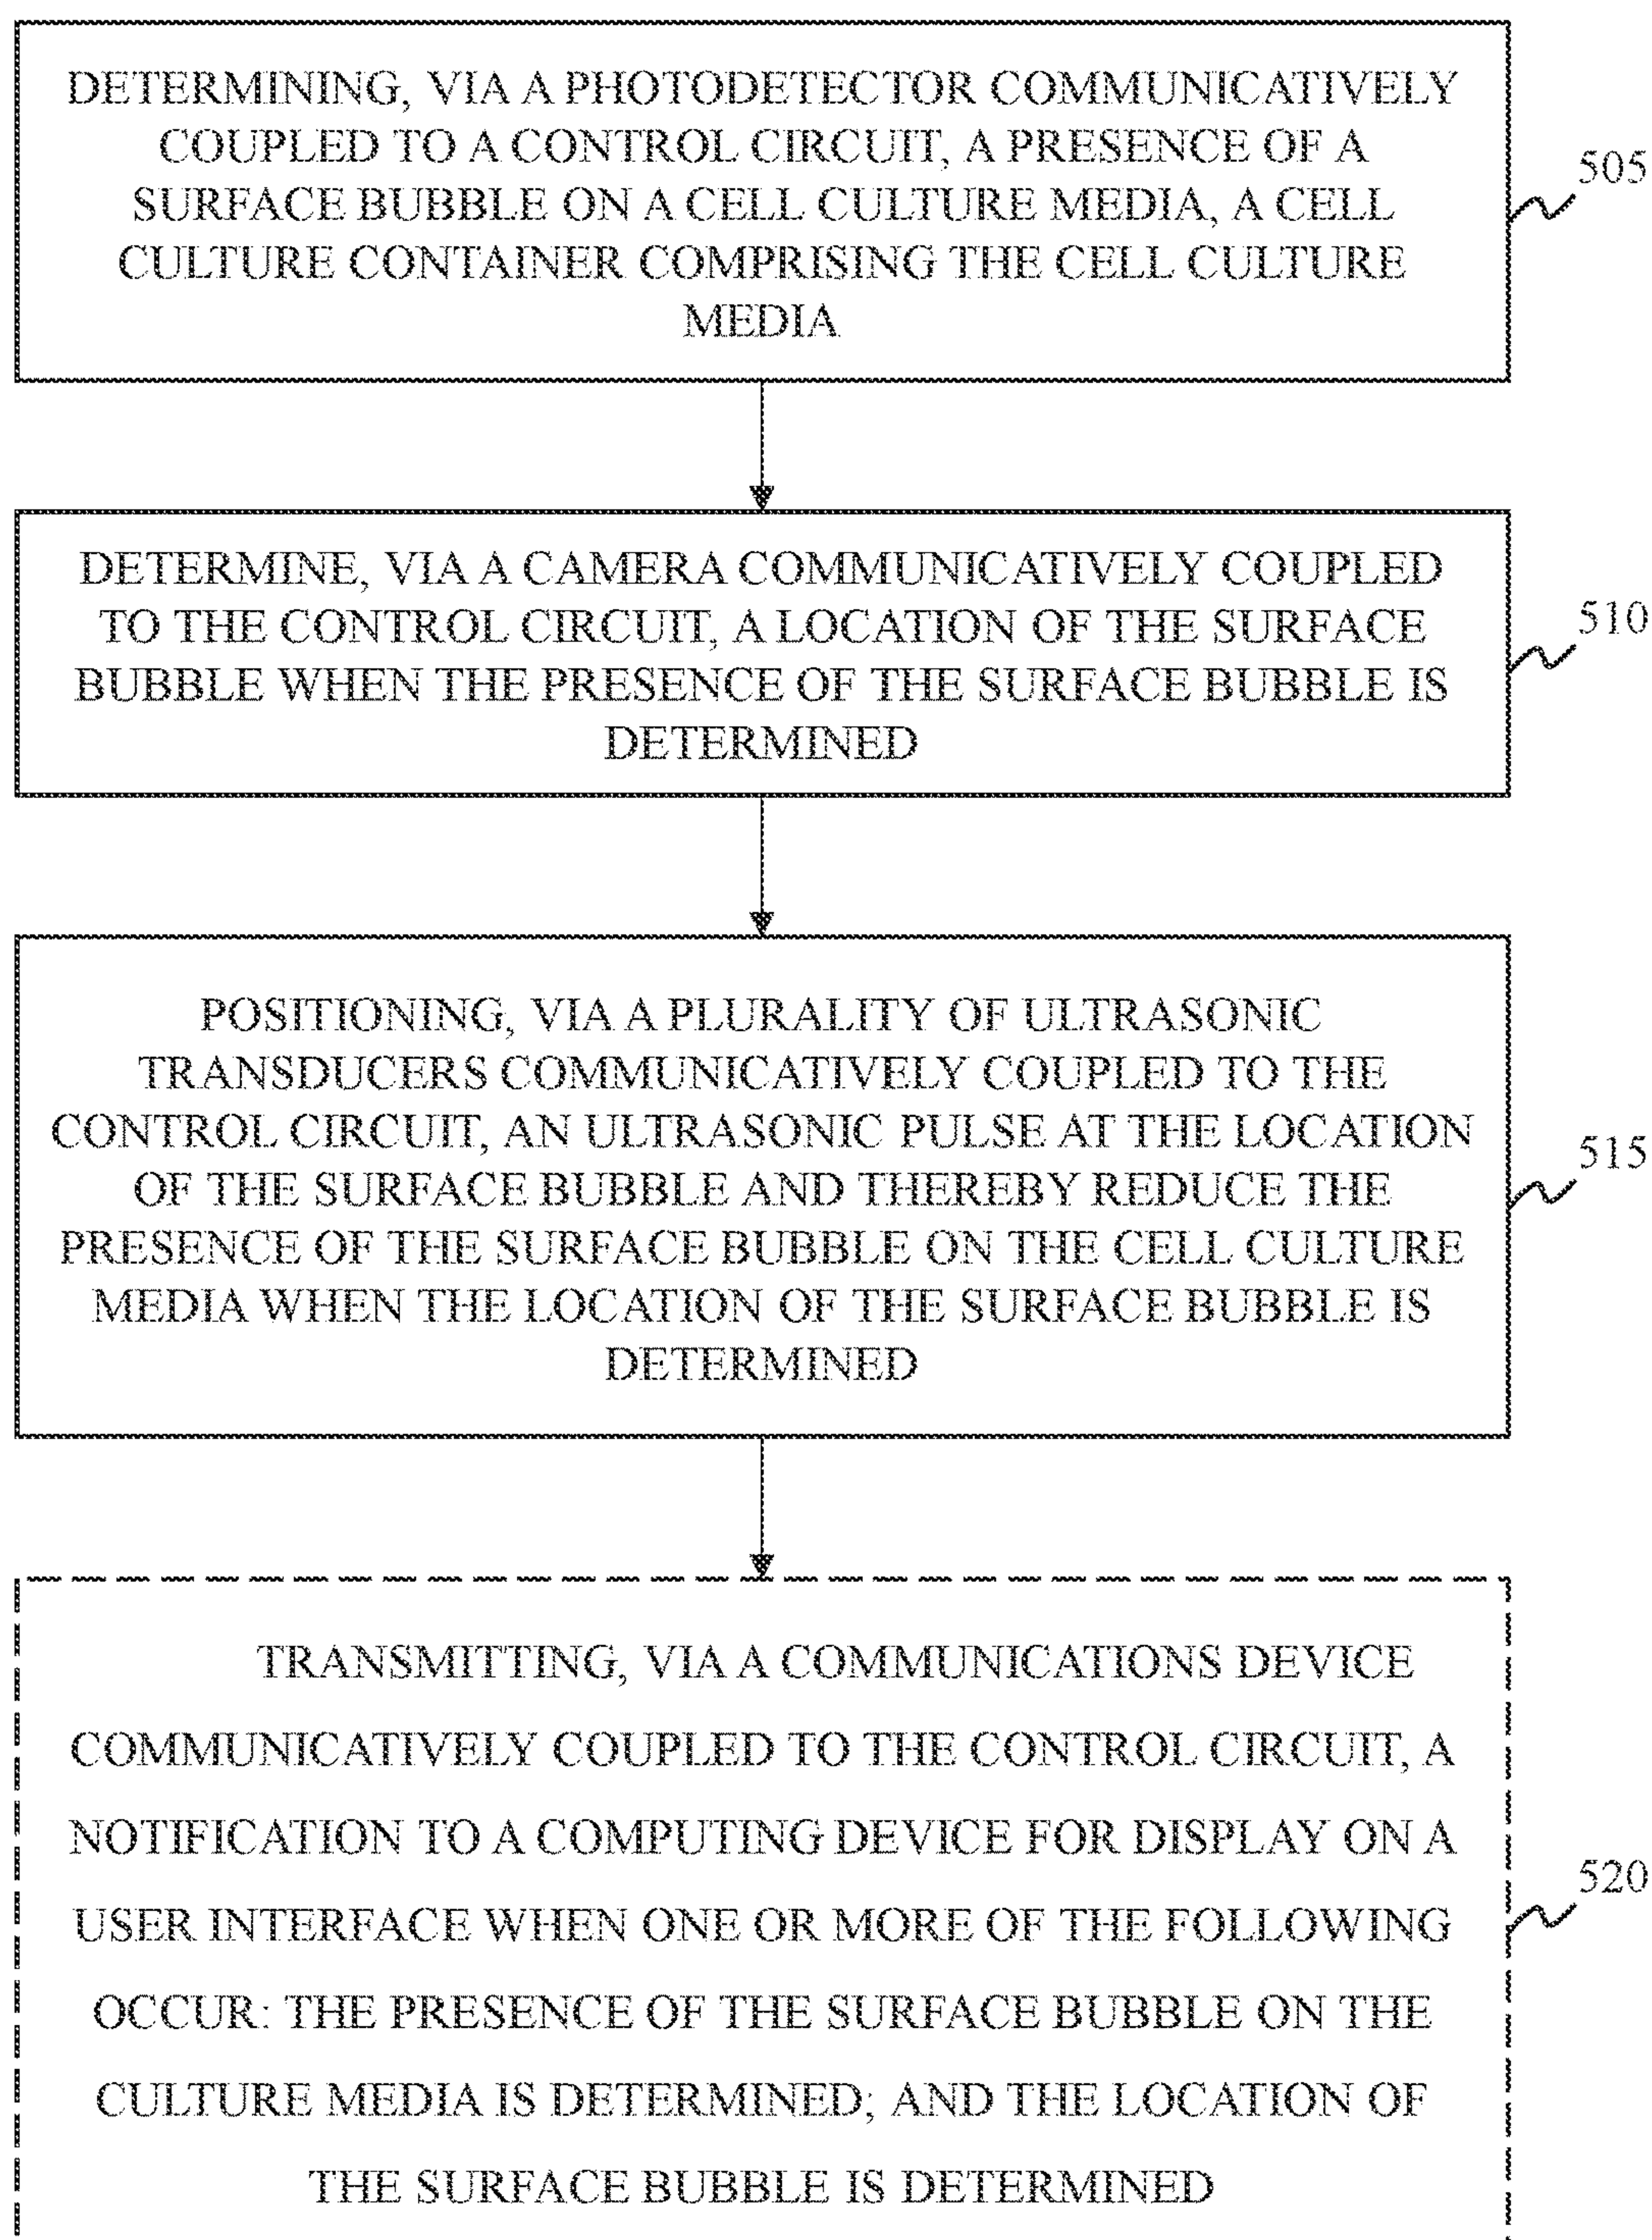 DETERMINING, VIA A PHOTODETECTOR COMMUNICATIVELY
COUPLED TO A CONTROL CIRCUIT, A PRESENCE OF A
SURFACE BUBBLE ON A CELL CULTURE MEDIA, A CELL
CULTURE CONTAINER COMPRISING THE CELL CULTURE
MEDIA
505
DETERMINE, VIA A CAMERA COMMUNICATIVELY COUPLED
TO THE CONTROL CIRCUIT, A LOCATION OF THE SURFACE
BUBBLE WHEN THE PRESENCE OF THE SURFACE BUBBLE IS
DETERMINED
510
POSITIONING, VIA A PLURALITY OF ULTRASONIC
TRANSDUCERS COMMUNICATIVELY COUPLED TO THE
CONTROL CIRCUIT, AN ULTRASONIC PULSE AT THE LOCATION
OF THE SURFACE BUBBLE AND THEREBY REDUCE THE
PRESENCE OF THE SURFACE BUBBLE ON THE CELL CULTURE
MEDIA WHEN THE LOCATION OF THE SURFACE BUBBLE IS
DETERMINED
515
TRANSMITTING, VIA A COMMUNICATIONS DEVICE
COMMUNICATIVELY COUPLED TO THE CONTROL CIRCUIT, A
NOTIFICATION TO A COMPUTING DEVICE FOR DISPLAY ON A
USER INTERFACE WHEN ONE OR MORE OF THE FOLLOWING
OCCUR: THE PRESENCE OF THE SURFACE BUBBLE ON THE
CULTURE MEDIA IS DETERMINED; AND THE LOCATION OF
THE SURFACE BUBBLE IS DETERMINED
520